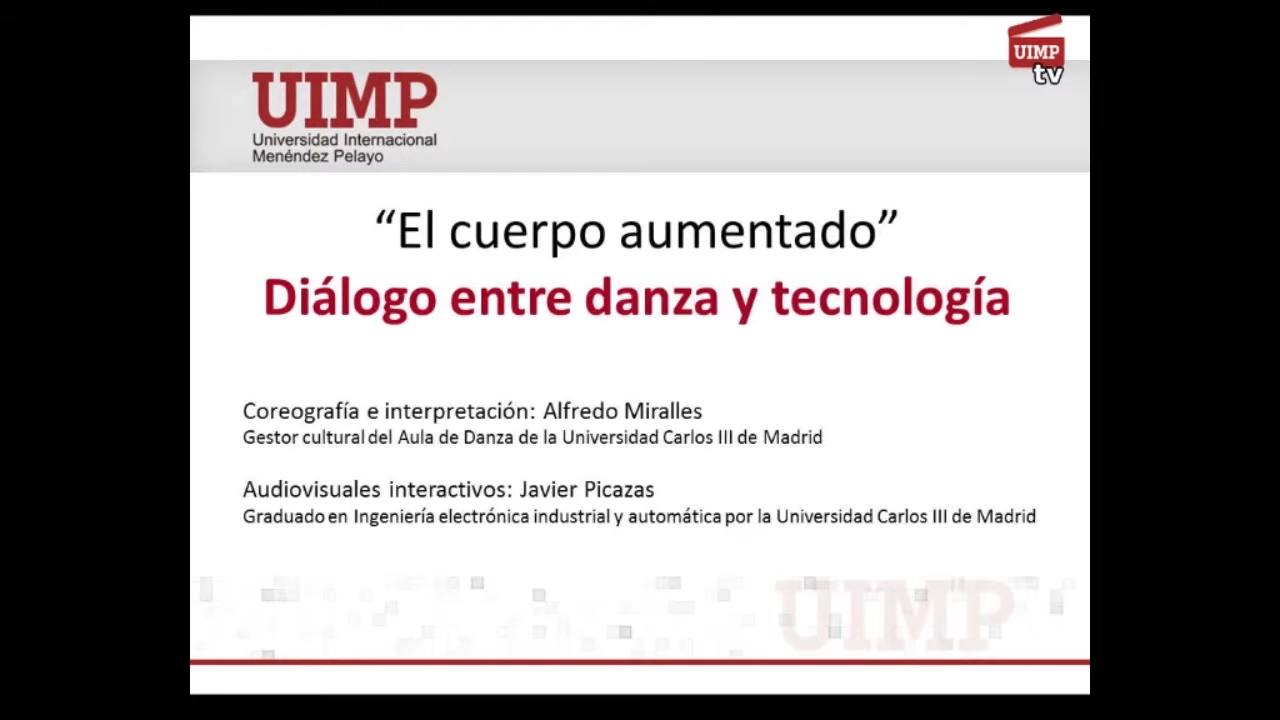 UIMP
tv
UIMP
Universidad Internacional
Menéndez Pelayo
“El cuerpo aumentado”
Diálogo entre danza y tecnología
Coreografía e interpretación: Alfredo Miralles
Gestor cultural del Aula de Danza de la Universidad Carlos III de Madrid
Audiovisuales interactivos: Javier Picazas
Graduado en Ingeniería electrónica industrial y automática por la Universidad Carlos III de Madrid
UIMP